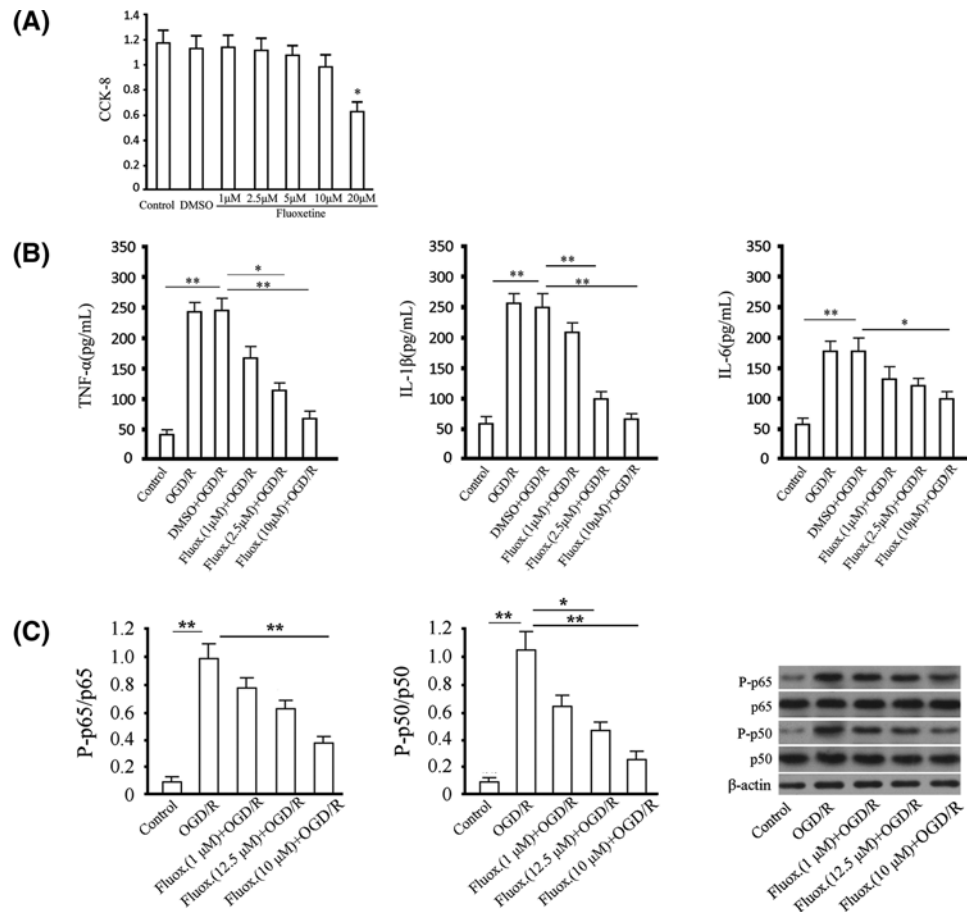 (A)
CCK-8
1.4
1.2
1
0.8
0.6
0.4
0.2
0
*
Control DMSO 1μM 2.5μM 5μM 10μM 20μM
Fluoxetine
(B)
TNF-α(pg/mL)
350
300
250
200
150
100
50
0
** * **
Control
OGD/R
DMSO+OGD/R
Fluox.(1μM)+OGD/R
Fluox.(2.5μM)+OGD/R
Fluox.(10μM)+OGD/R
IL-1β(pg/mL)
350
300
250
200
150
100
50
0
** ** **
Control
OGD/R
DMSO+OGD/R
Fluox.(1μM)+OGD/R
-Fluox.(2.5μM)+OGD/R
Fluox.(10μM)+OGD/R
IL-6(pg/mL)
350
300
250
200
150
100
50
0
** *
Control
OGD/R
DMSO+OGD/R
Fluox.(1μM)+OGD/R
Fluox.(2.5μM)+OGD/R
Fluox.(10μM)+OGD/R
(C)
P-p65/p65
1.2
1.0
0.8
0.6
0.4
0.2
0
** **
Control
OGD/R
Fluox.(1 μM)+OGD/R
Fluox.(12.5 μM)+OGD/R
Fluox.(10 μM)+OGD/R
P-p50/p50
1.2
1.0
0.8
0.6
0.4
0.2
0
** * **
Control
OGD/R
Fluox.(1 μM)+OGD/R
Fluox.(12.5 μM)+OGD/R
Fluox.(10 μM)+OGD/R
P-p65
p65
P-p50
p50
β-actin
Control
OGD/R
Fluox.(1 μM)+OGD/R
Fluox.(12.5 μM)+OGD/R
Fluox.(10 μM)+OGD/R